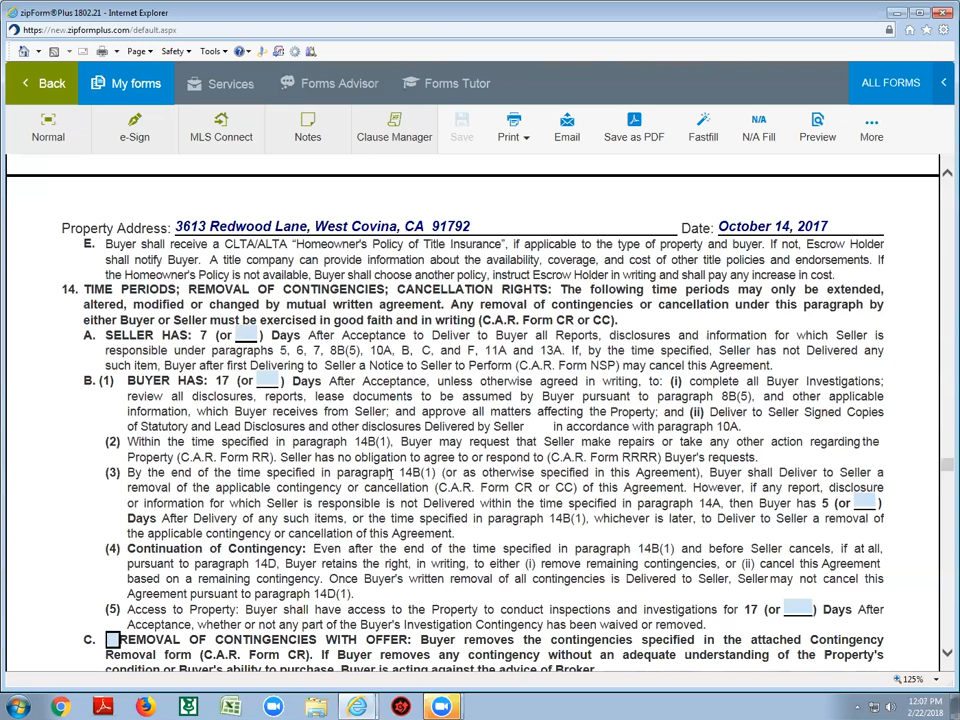 zipForm®Plus 1802.21 - Internet Explorer
https://new.zipformplus.com/default.aspx
Page Safety Tools
Back My forms Services Forms Advisor Forms Tutor ALL FORMS
Normal e-Sign MLS Connect Notes Clause Manager Save Print Email Save as PDF Fastfill N/A N/A Fill Preview More
Property Address: 3613 Redwood Lane, West Covina, CA 91792 Date: October 14, 2017
E. Buyer shall receive a CLTA/ALTA “Homeowner's Policy of Title Insurance”, if applicable to the type of property and buyer. If not, Escrow Holder
shall notify Buyer. A title company can provide information about the availability, coverage, and cost of other title policies and endorsements. If
the Homeowner's Policy is not available, Buyer shall choose another policy, instruct Escrow Holder in writing and shall pay any increase in cost.
14. TIME PERIODS; REMOVAL OF CONTINGENCIES; CANCELLATION RIGHTS: The following time periods may only be extended,
altered, modified or changed by mutual written agreement. Any removal of contingencies or cancellation under this paragraph by
either Buyer or Seller must be exercised in good faith and in writing (C.A.R. Form CR or CC).
A. SELLER HAS: 7 (or ) Days After Acceptance to Deliver to Buyer all Reports, disclosures and information for which Seller is
responsible under paragraphs 5, 6, 7, 8B(5), 10A, B, C, and F, 11A and 13A. If, by the time specified, Seller has not Delivered any
such item, Buyer after first Delivering to Seller a Notice to Seller to Perform (C.A.R. Form NSP) may cancel this Agreement.
B. (1) BUYER HAS: 17 (or ) Days After Acceptance, unless otherwise agreed in writing, to: (i) complete all Buyer Investigations;
review all disclosures, reports, lease documents to be assumed by Buyer pursuant to paragraph 8B(5), and other applicable
information, which Buyer receives from Seller; and approve all matters affecting the Property; and (ii) Deliver to Seller Signed Copies
of Statutory and Lead Disclosures and other disclosures Delivered by Seller in accordance with paragraph 10A.
(2) Within the time specified in paragraph 14B(1), Buyer may request that Seller make repairs or take any other action regarding the
Property (C.A.R. Form RR). Seller has no obligation to agree to or respond to (C.A.R. Form RRRR) Buyer's requests.
(3) By the end of the time specified in paragraph 14B(1) (or as otherwise specified in this Agreement), Buyer shall Deliver to Seller a
removal of the applicable contingency or cancellation (C.A.R. Form CR or CC) of this Agreement. However, if any report, disclosure
or information for which Seller is responsible is not Delivered within the time specified in paragraph 14A, then Buyer has 5 (or )
Days After Delivery of any such items, or the time specified in paragraph 14B(1), whichever is later, to Deliver to Seller a removal of
the applicable contingency or cancellation of this Agreement.
(4) Continuation of Contingency: Even after the end of the time specified in paragraph 14B(1) and before Seller cancels, if at all,
pursuant to paragraph 14D, Buyer retains the right, in writing, to either (i) remove remaining contingencies, or (ii) cancel this Agreement
based on a remaining contingency. Once Buyer's written removal of all contingencies is Delivered to Seller, Seller may not cancel this
Agreement pursuant to paragraph 14D(1).
(5) Access to Property: Buyer shall have access to the Property to conduct inspections and investigations for 17 (or ) Days After
Acceptance, whether or not any part of the Buyer's Investigation Contingency has been waived or removed.
C. REMOVAL OF CONTINGENCIES WITH OFFER: Buyer removes the contingencies specified in the attached Contingency
Removal form (C.A.R. Form CR). If Buyer removes any contingency without an adequate understanding of the Property's
condition or Buyer's ability to purchase, Buyer is acting against the advice of Broker.
125%
12:07 PM
2/22/2018